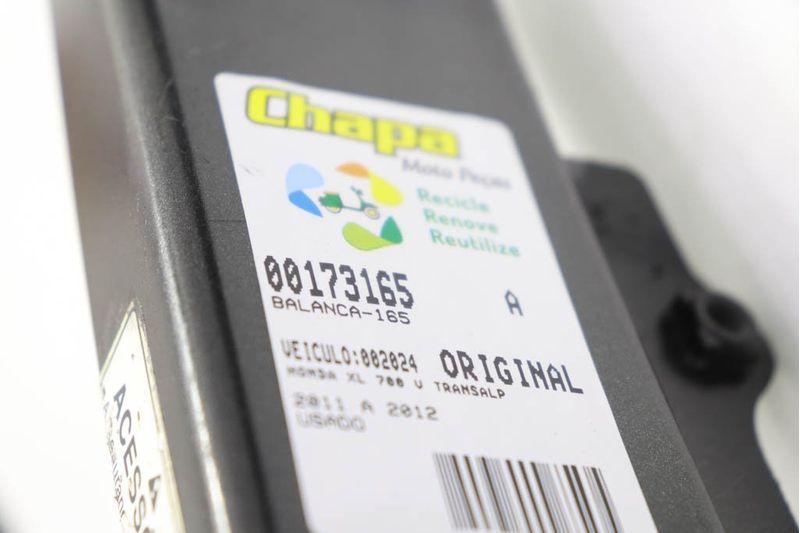 Chapa
Moto Peças
Recicle
Renove
Reutilize
00173165
A
BALANCA-165
VEICULO:002024 ORIGINAL
HONDA XL 700 V TRANSALP
2011 A 2012
USADO